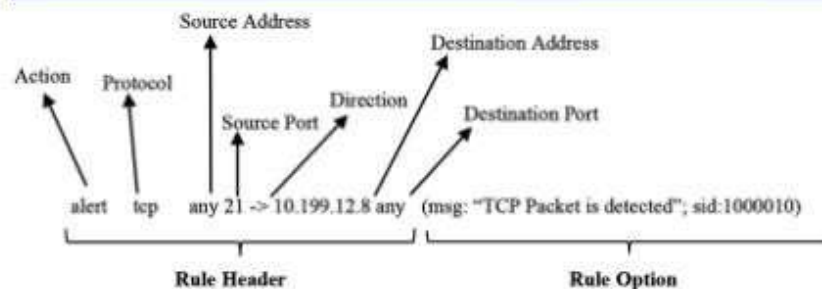 Source Address
Destination Address
Action
Protocol
Direction
Source Port
Destination Port
alert tcp any 21 -> 10.199.12.8 any (msg: “TCP Packet is detected”; sid:1000010)
Rule Header
Rule Option